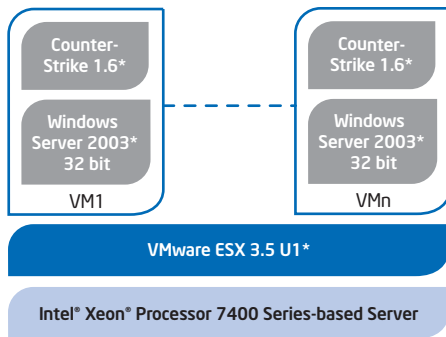 Counter-
Strike 1.6*
Windows
Server 2003*
32 bit
VM1
Counter-
Strike 1.6*
Windows
Server 2003*
32 bit
VMn
VMware ESX 3.5 U1*
Intel® Xeon® Processor 7400 Series-based Server